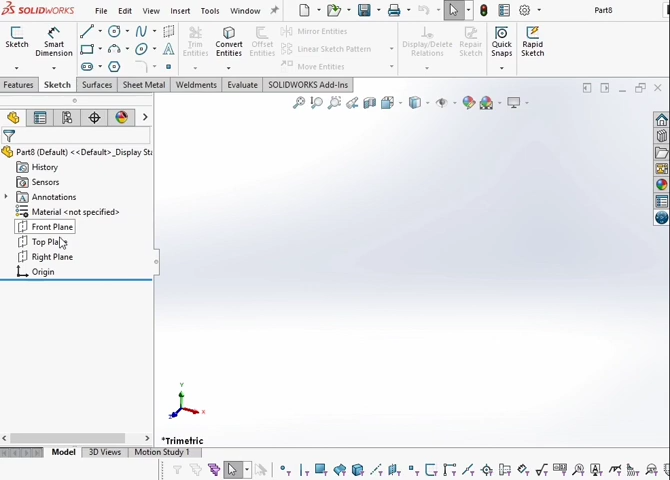 SOLIDWORKS File Edit View Insert Tools Window Part8
Sketch Smart Dimension Trim Entities Convert Entities Offset Entities Mirror Entities Linear Sketch Pattern Move Entities Display/Delete Relations Repair Sketch Quick Snaps Rapid Sketch
Features Sketch Surfaces Sheet Metal Weldments Evaluate SOLIDWORKS Add-Ins
Part8 (Default) <<Default>_Display Sta
History
Sensors
Annotations
Material <not specified>
Front Plane
Top Plane
Right Plane
Origin
Y
X
Z
*Trimetric
Model 3D Views Motion Study 1